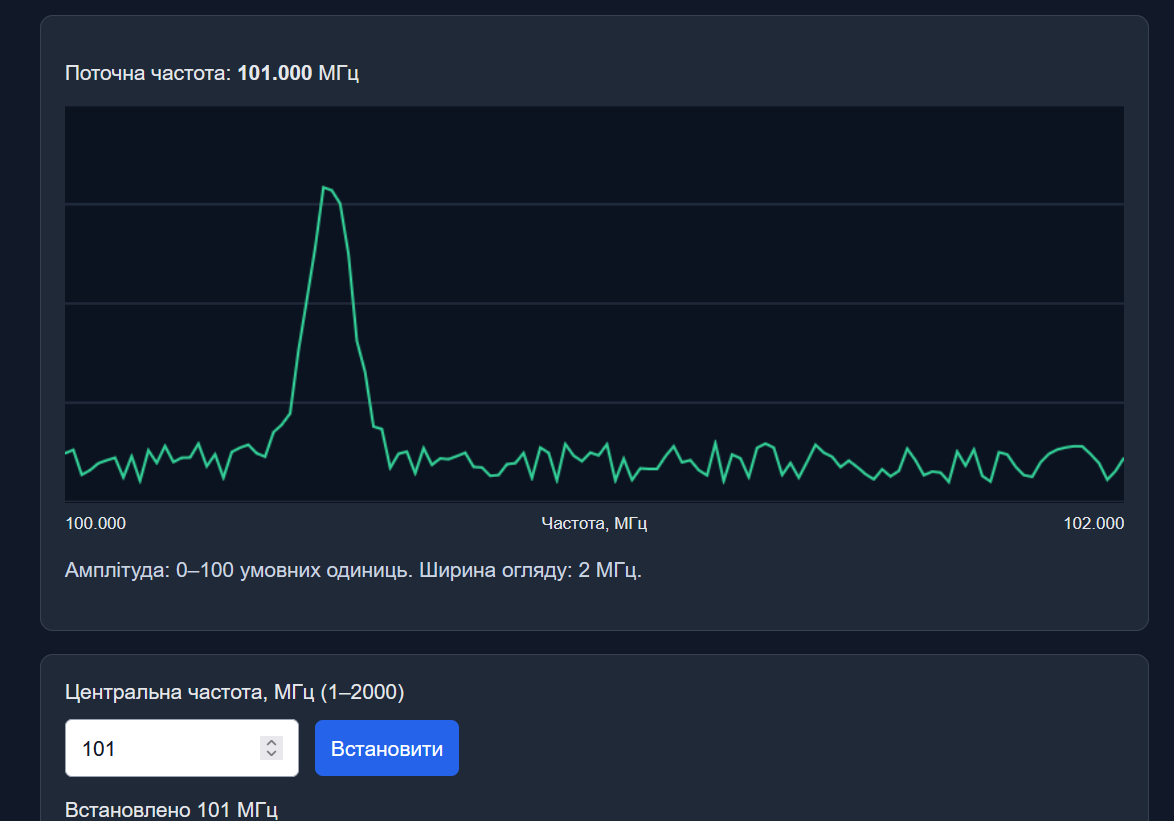 Поточна частота: 101.000 МГц
100.000 Частота, МГц 102.000
Амплітуда: 0–100 умовних одиниць. Ширина огляду: 2 МГц.
Центральна частота, МГц (1–2000)
101 Встановити
Встановлено 101 МГц